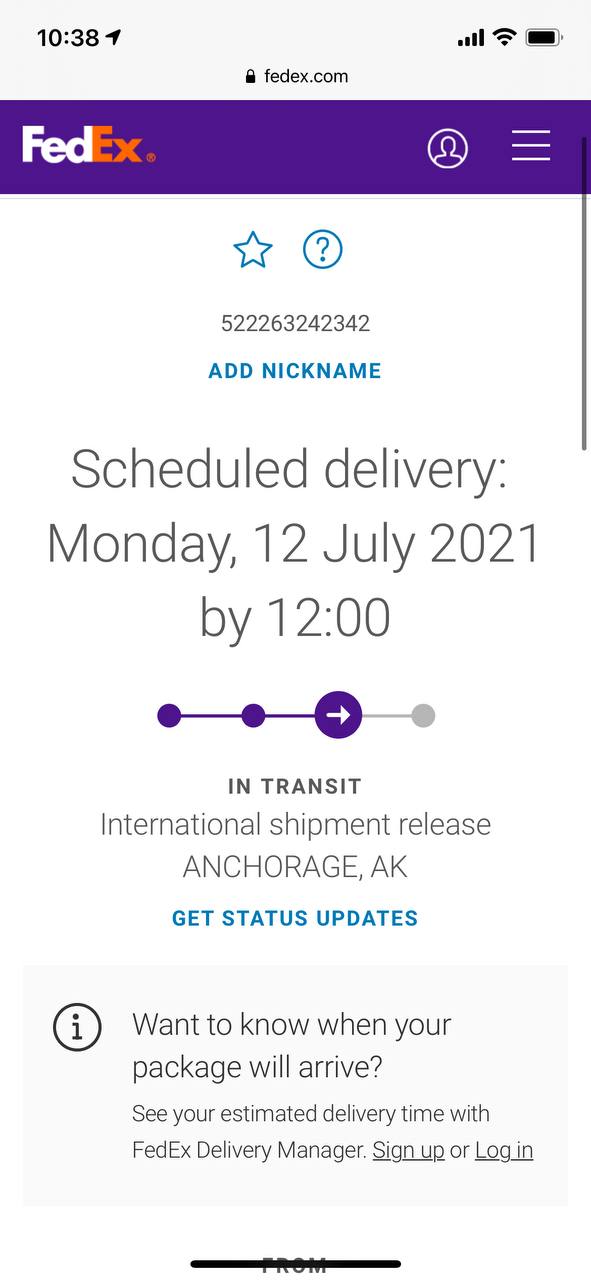 10:38
fedex.com
FedEx®
522263242342
ADD NICKNAME
Scheduled delivery:
Monday, 12 July 2021
by 12:00
IN TRANSIT
International shipment release
ANCHORAGE, AK
GET STATUS UPDATES
Want to know when your
package will arrive?
See your estimated delivery time with
FedEx Delivery Manager. Sign up or Log in
FROM